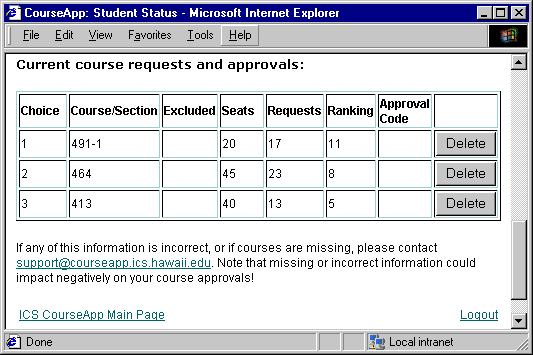 CourseApp: Student Status - Microsoft Internet Explorer
File Edit View Favorites Tools Help
Current course requests and approvals:
Choice Course/Section Excluded Seats Requests Ranking Approval Code
1 491-1 20 17 11 Delete
2 464 45 23 8 Delete
3 413 40 13 5 Delete
If any of this information is incorrect, or if courses are missing, please contact
support@courseapp.ics.hawaii.edu. Note that missing or incorrect information could
impact negatively on your course approvals!
ICS CourseApp Main Page Logout
Done Local intranet